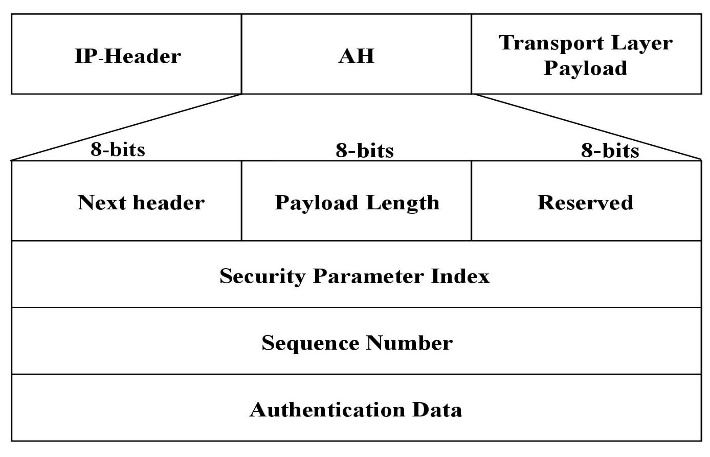 IP-Header
AH
Transport Layer
Payload
8-bits
8-bits
8-bits
Next header
Payload Length
Reserved
Security Parameter Index
Sequence Number
Authentication Data